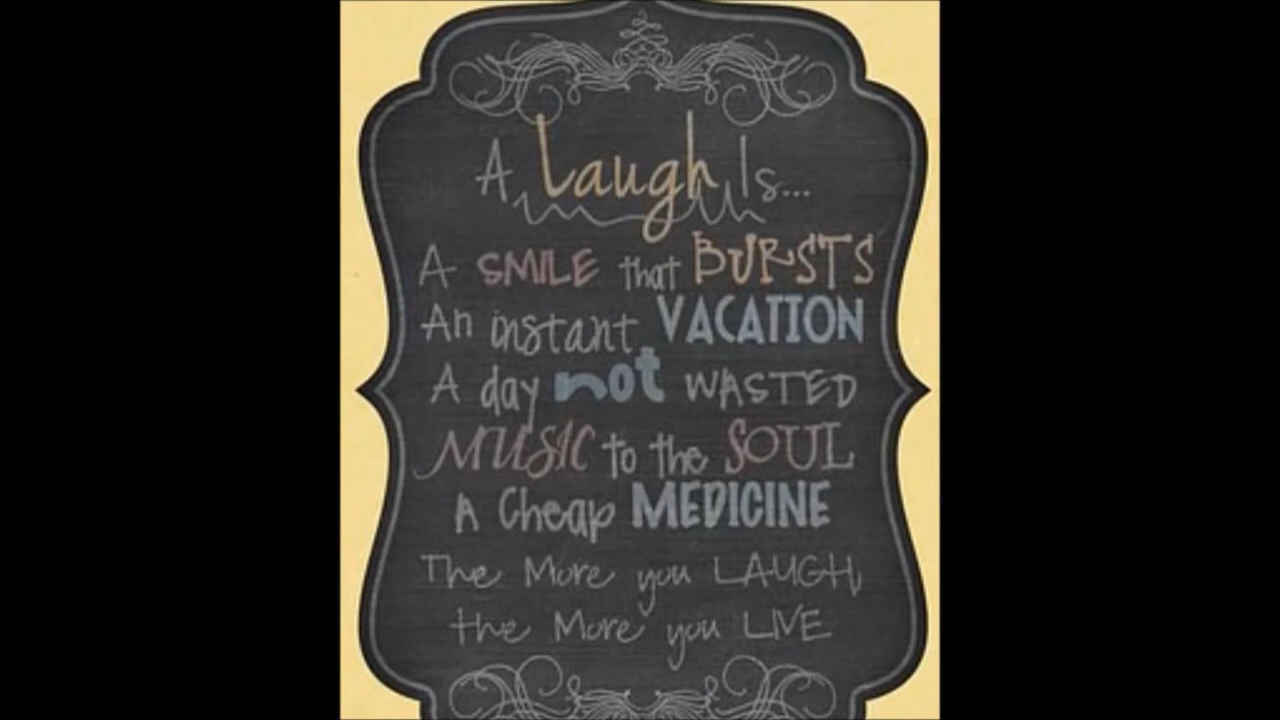 A Laugh Is...
A SMILE that BURSTS
An instant VACATION
A day not WASTED
MUSIC to the SOUL
A Cheap MEDICINE
The More you LAUGH,
the More you LIVE